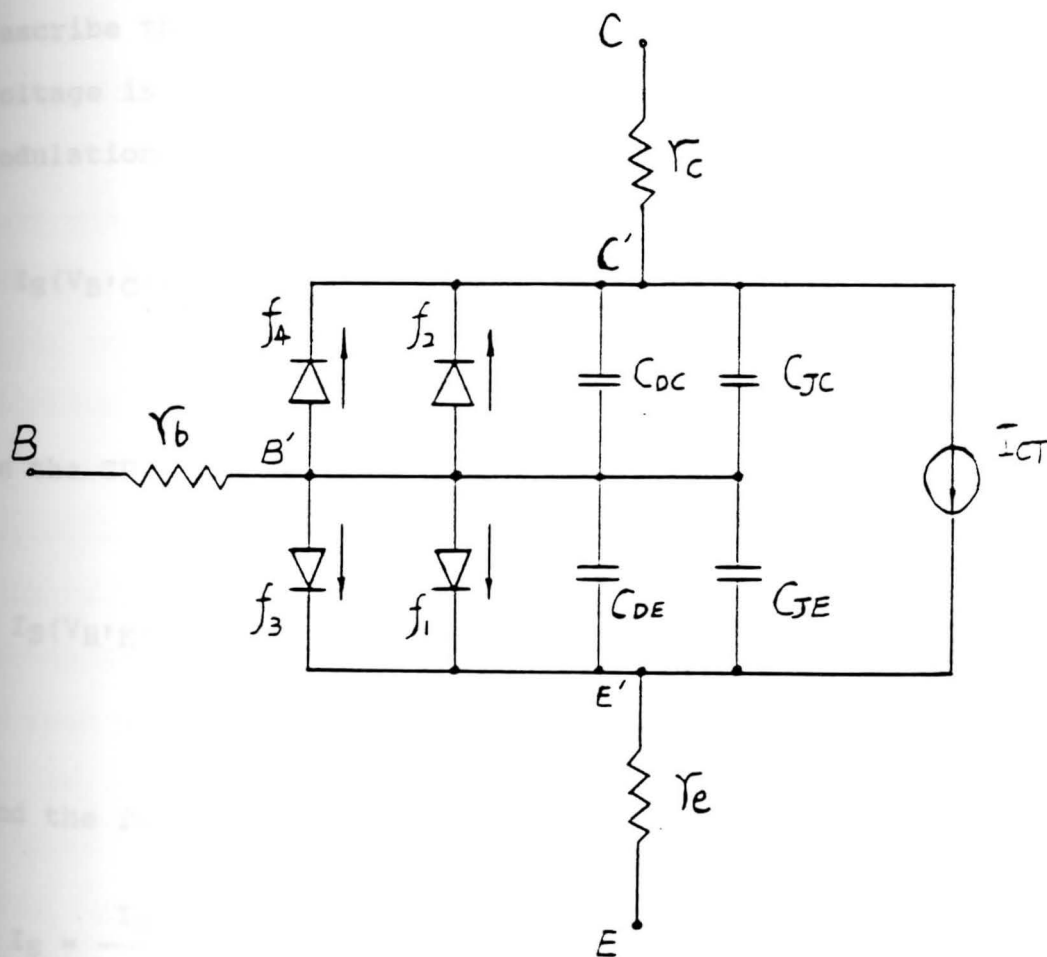 C
r_c
C'
f_4
f_2
C_DC
C_JC
B
r_b
B'
I_CT
f_3
f_1
C_DE
C_JE
E'
r_e
E